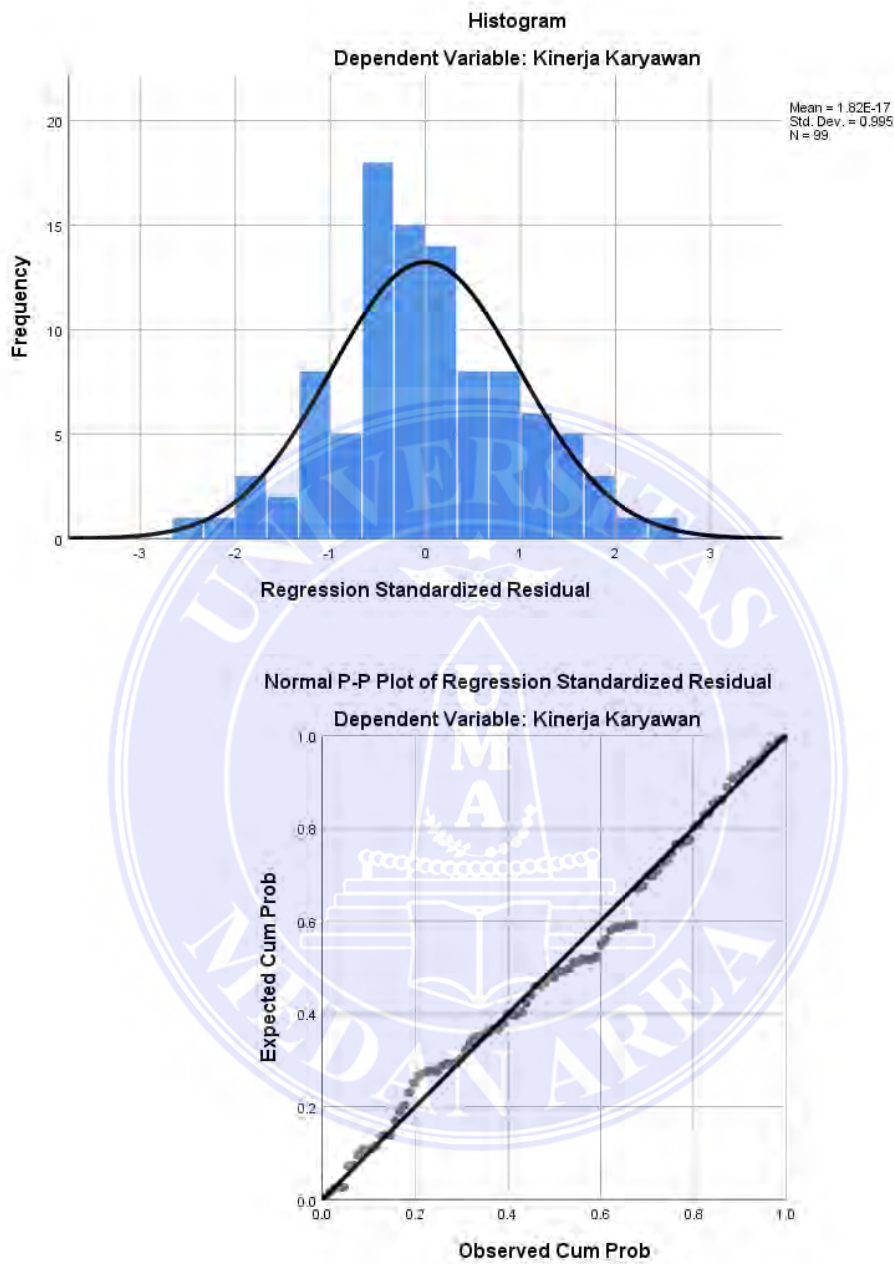 Histogram
Dependent Variable: Kinerja Karyawan
Mean = 1.82E-17
Std. Dev. = 0.995
N = 99
20
15
10
5
0
Frequency
-3 -2 -1 0 1 2 3
Regression Standardized Residual
UNIVERSITAS
UMA
MEDAN AREA
Normal P-P Plot of Regression Standardized Residual
Dependent Variable: Kinerja Karyawan
1.0
0.8
0.6
0.4
0.2
0.0
Expected Cum Prob
0.0 0.2 0.4 0.6 0.8 1.0
Observed Cum Prob